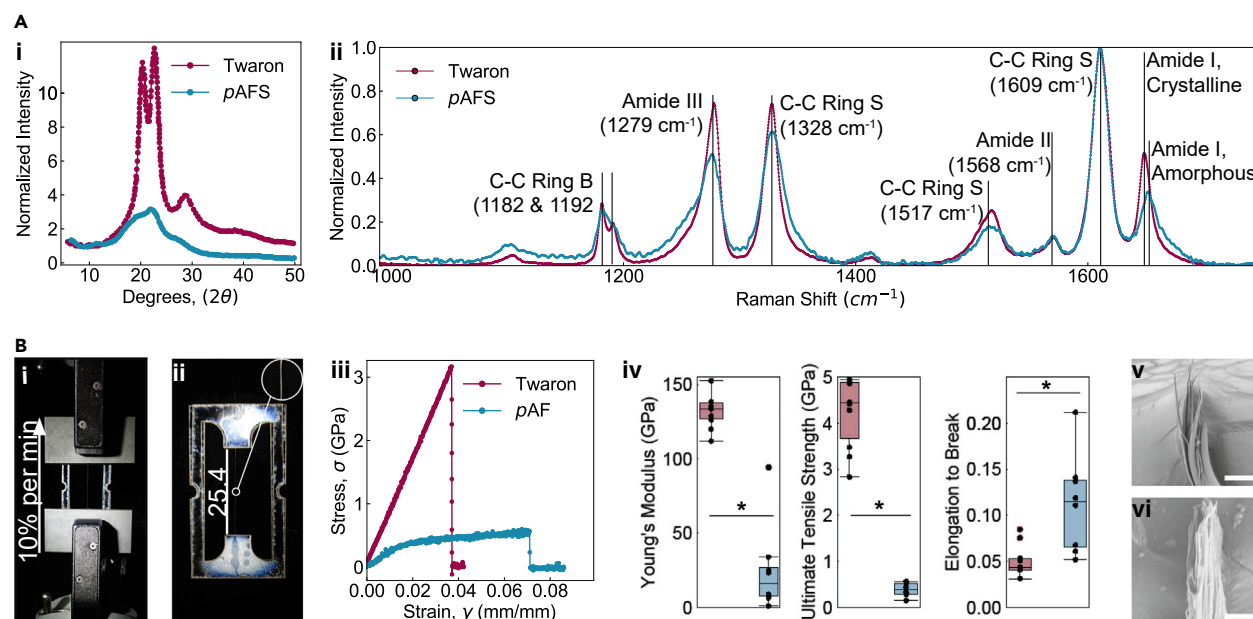 A
i
Normalized Intensity
10
8
6
4
2
0
Twaron
pAFS
10 20 30 40 50
Degrees, (2θ)
ii
Normalized Intensity
1.0
0.8
0.6
0.4
0.2
0
Twaron
pAFS
C-C Ring B
(1182 & 1192
Amide III
(1279 cm⁻¹)
C-C Ring S
(1328 cm⁻¹)
C-C Ring S
(1517 cm⁻¹)
Amide II
(1568 cm⁻¹)
C-C Ring S
(1609 cm⁻¹)
Amide I,
Crystalline
Amide I,
Amorphous
1000 1200 1400 1600
Raman Shift (cm⁻¹)
B
i
10% per min
ii
25.4
iii
Stress, σ (GPa)
3
2
1
0
Twaron
pAF
0.00 0.02 0.04 0.06 0.08
Strain, γ (mm/mm)
iv
Young's Modulus (GPa)
150
100
50
0
*
Ultimate Tensile Strength (GPa)
5
4
3
2
1
0
*
Elongation to Break
0.20
0.15
0.10
0.05
0.00
*
v
vi